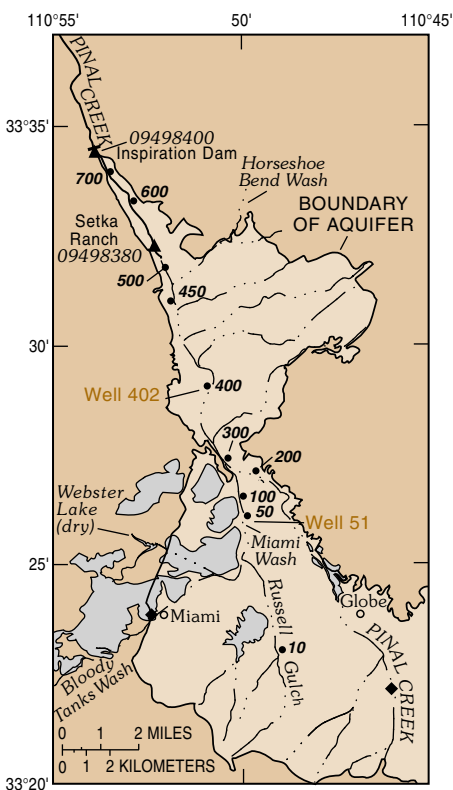 110°55'
50'
110°45'
PINAL
CREEK
33°35'
09498400
Inspiration Dam
700
600
Horseshoe
Bend Wash
BOUNDARY
OF AQUIFER
Setka
Ranch
09498380
500
450
30'
Well 402
400
300
200
Webster
Lake
(dry)
100
50
Well 51
Miami
Wash
25'
Russell
Gulch
Globe
Miami
PINAL
CREEK
10
Bloody
Tanks Wash
0 1 2 MILES
0 1 2 KILOMETERS
33°20'